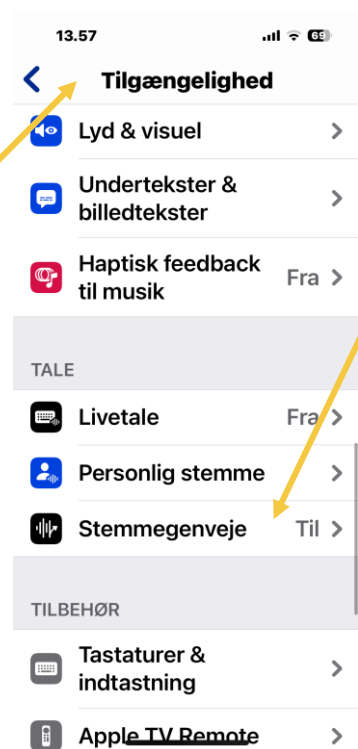 13.57
69
Tilgængelighed
Lyd & visuel
Undertekster &
billedtekster
Haptisk feedback
til musik
Fra
TALE
Livetale
Fra
Personlig stemme
Stemmegenveje
Til
TILBEHØR
Tastaturer &
indtastning
Apple TV Remote